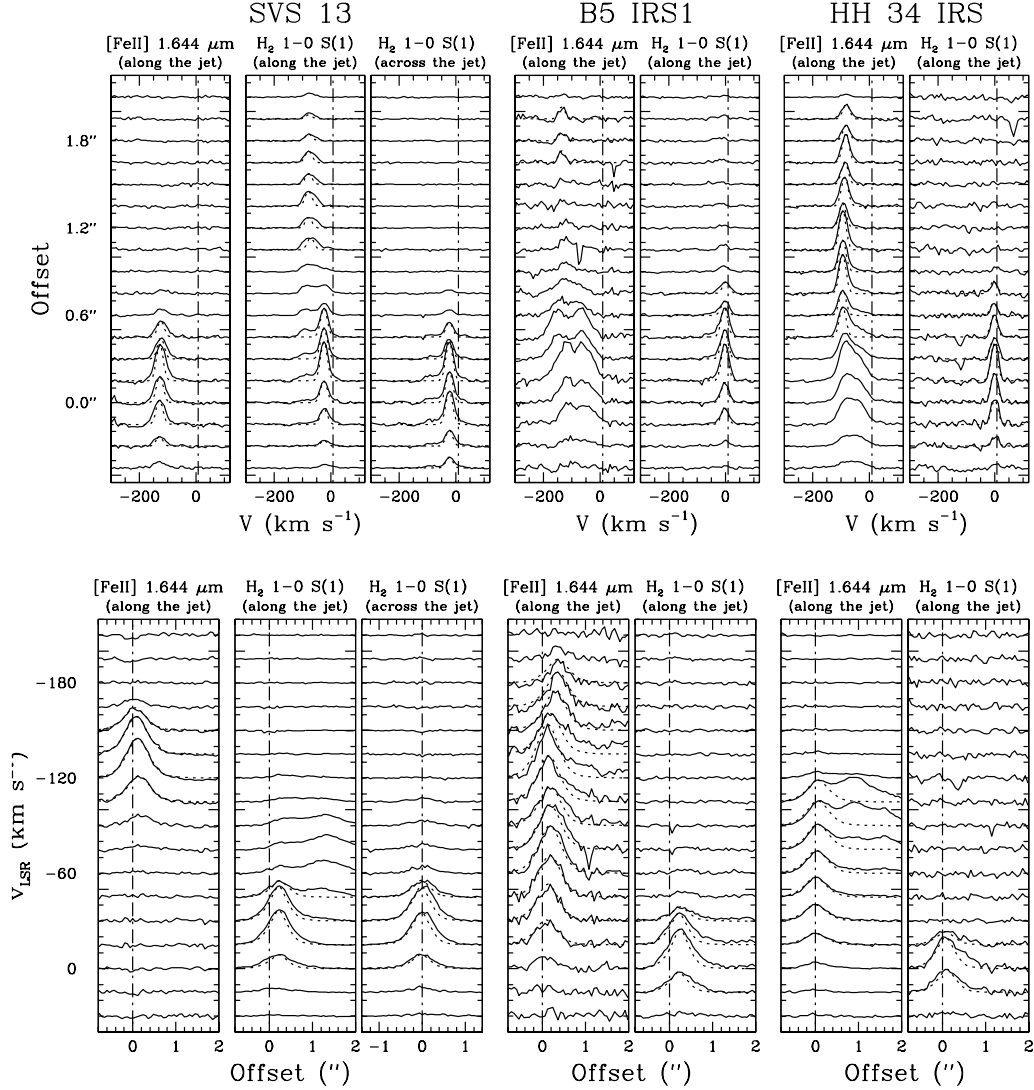 SVS 13 B5 IRS1 HH 34 IRS
[FeII] 1.644 μm H₂ 1-0 S(1) H₂ 1-0 S(1) [FeII] 1.644 μm H₂ 1-0 S(1) [FeII] 1.644 μm H₂ 1-0 S(1)
(along the jet) (along the jet) (across the jet) (along the jet) (along the jet) (along the jet) (along the jet)
1.8″
1.2″
0.6″
0.0″
Offset
−200 0 −200 0 −200 0 −200 0 −200 0 −200 0 −200 0
V (km s⁻¹) V (km s⁻¹) V (km s⁻¹) V (km s⁻¹) V (km s⁻¹)
[FeII] 1.644 μm H₂ 1-0 S(1) H₂ 1-0 S(1) [FeII] 1.644 μm H₂ 1-0 S(1) [FeII] 1.644 μm H₂ 1-0 S(1)
(along the jet) (along the jet) (across the jet) (along the jet) (along the jet) (along the jet) (along the jet)
−180
−120
−60
0
V_LSR (km s⁻¹)
0 1 2 0 1 2 −1 0 1 0 1 2 0 1 2 0 1 2 0 1 2
Offset (″) Offset (″) Offset (″) Offset (″)